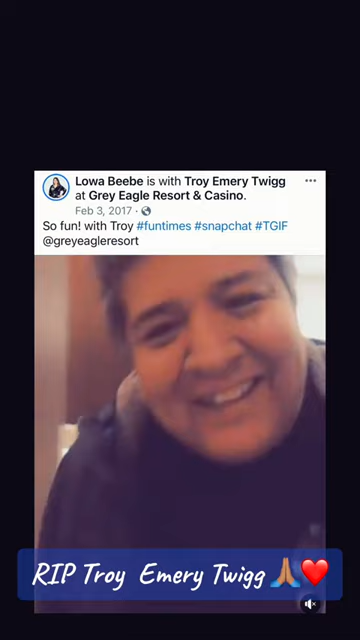 Lowa Beebe is with Troy Emery Twigg
at Grey Eagle Resort & Casino.
Feb 3, 2017 ·
So fun! with Troy #funtimes #snapchat #TGIF
@greyeagleresort
RIP Troy Emery Twigg 🙏🏽❤️